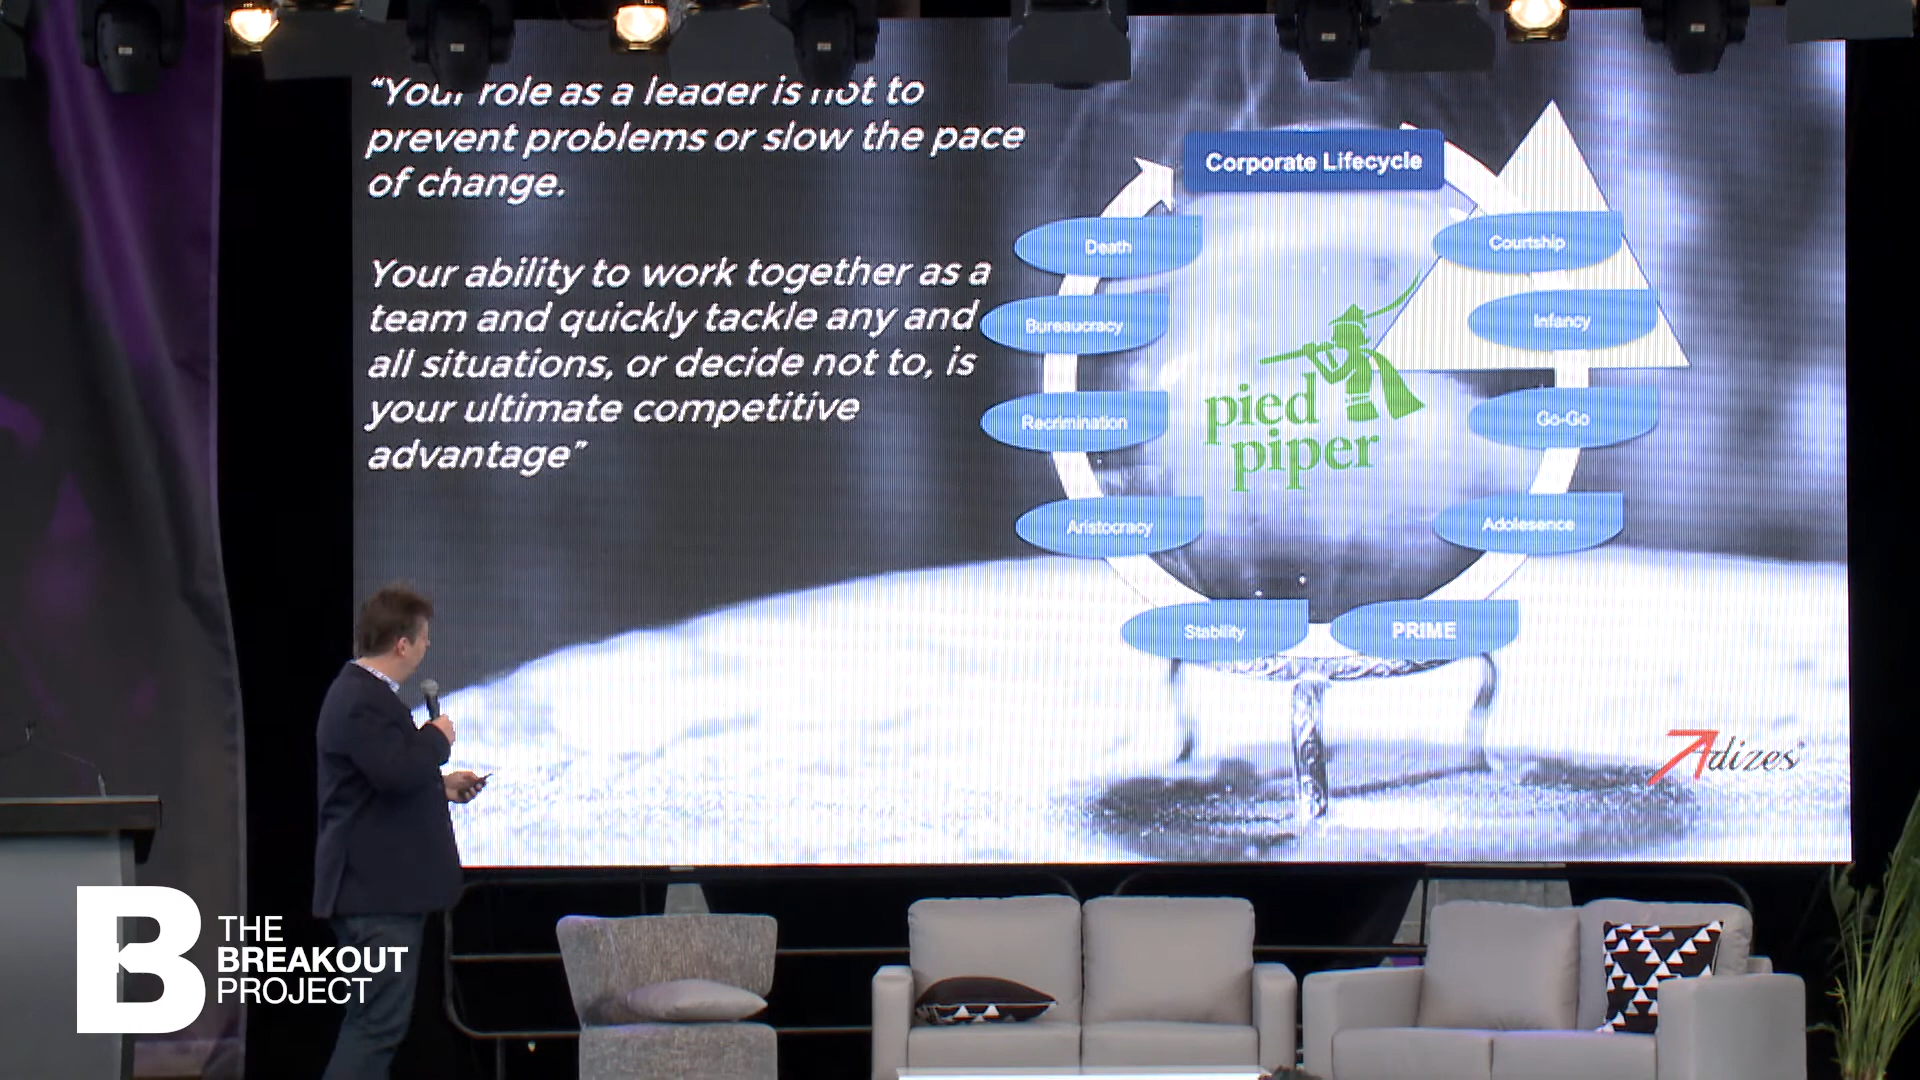 “Your role as a leader is not to
prevent problems or slow the pace
of change.
Your ability to work together as a
team and quickly tackle any and
all situations, or decide not to, is
your ultimate competitive
advantage”
Corporate Lifecycle
Death
Courtship
Bureaucracy
Infancy
Recrimination
Go-Go
Aristocracy
Adolesence
Stability
PRIME
pied
piper
Adizes
B
THE
BREAKOUT
PROJECT